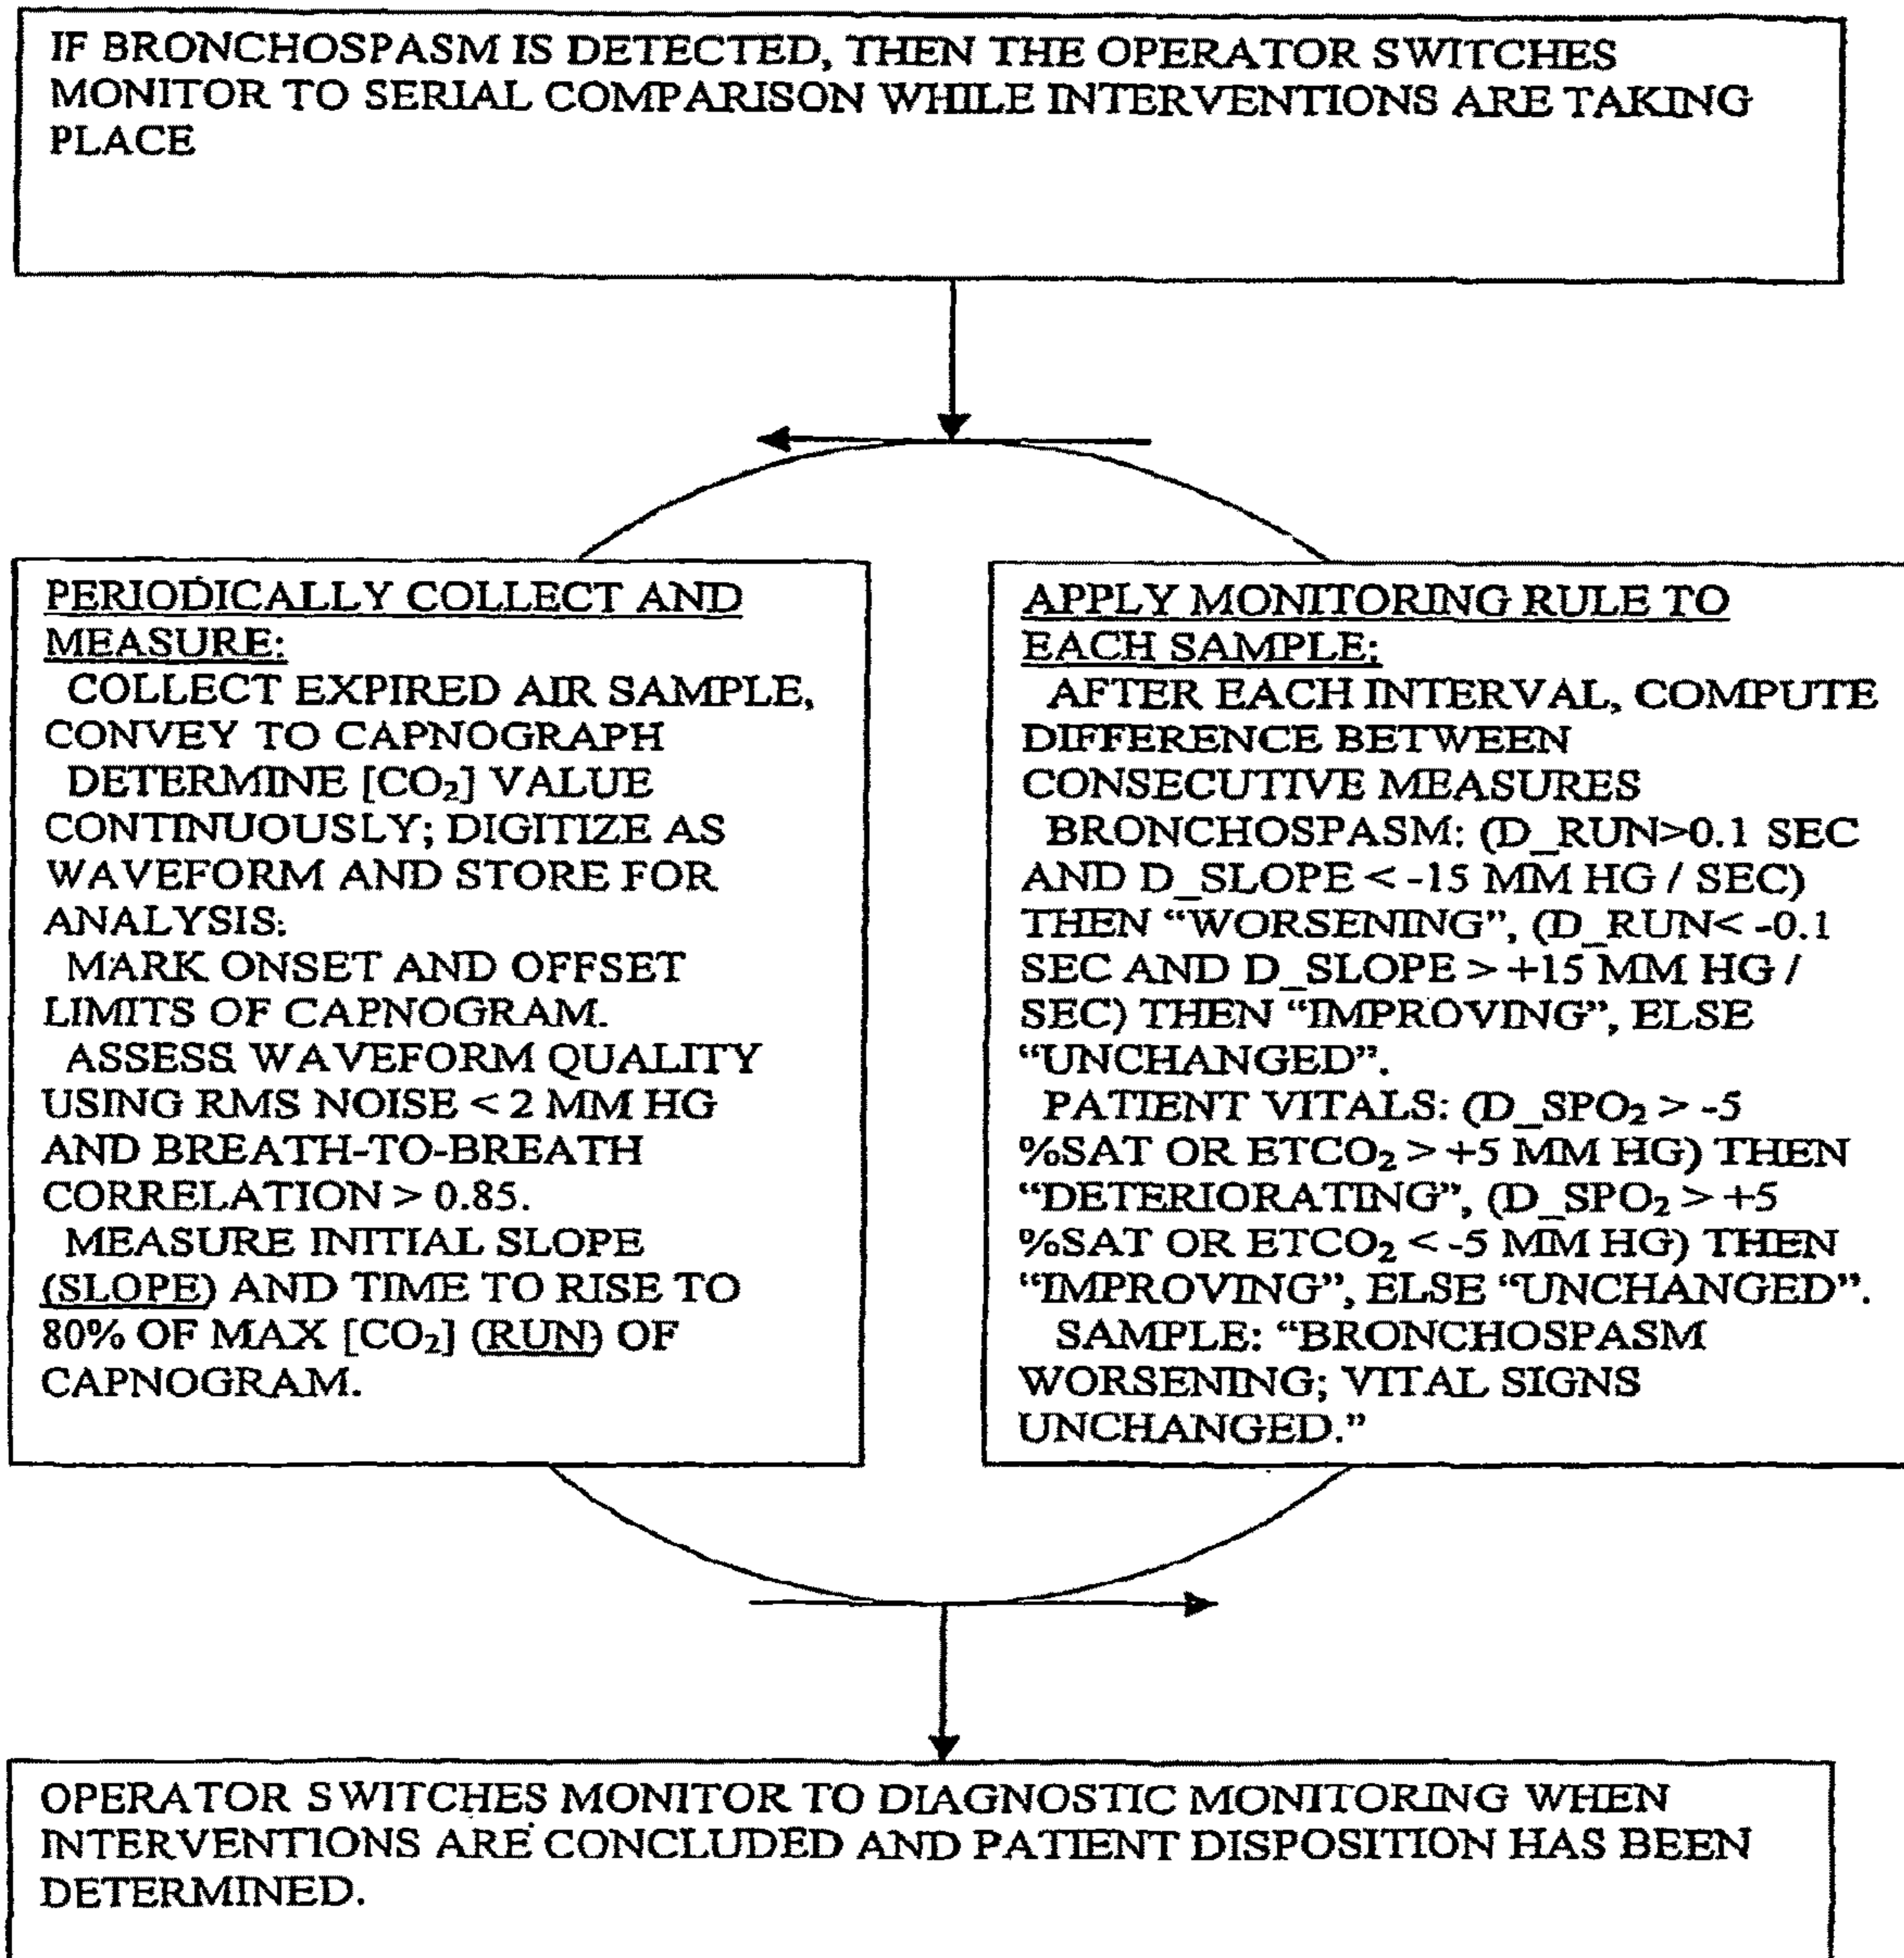 IF BRONCHOSPASM IS DETECTED, THEN THE OPERATOR SWITCHES
MONITOR TO SERIAL COMPARISON WHILE INTERVENTIONS ARE TAKING
PLACE
PERIODICALLY COLLECT AND
MEASURE:
COLLECT EXPIRED AIR SAMPLE,
CONVEY TO CAPNOGRAPH
DETERMINE [CO₂] VALUE
CONTINUOUSLY; DIGITIZE AS
WAVEFORM AND STORE FOR
ANALYSIS:
MARK ONSET AND OFFSET
LIMITS OF CAPNOGRAM.
ASSESS WAVEFORM QUALITY
USING RMS NOISE < 2 MM HG
AND BREATH-TO-BREATH
CORRELATION > 0.85.
MEASURE INITIAL SLOPE
(SLOPE) AND TIME TO RISE TO
80% OF MAX [CO₂] (RUN) OF
CAPNOGRAM.
APPLY MONITORING RULE TO
EACH SAMPLE:
AFTER EACH INTERVAL, COMPUTE
DIFFERENCE BETWEEN
CONSECUTIVE MEASURES
BRONCHOSPASM: (D_RUN>0.1 SEC
AND D_SLOPE < -15 MM HG / SEC)
THEN “WORSENING”, (D_RUN< -0.1
SEC AND D_SLOPE > +15 MM HG /
SEC) THEN “IMPROVING”, ELSE
“UNCHANGED”.
PATIENT VITALS: (D_SPO₂ > -5
%SAT OR ETCO₂ > +5 MM HG) THEN
“DETERIORATING”, (D_SPO₂ > +5
%SAT OR ETCO₂ < -5 MM HG) THEN
“IMPROVING”, ELSE “UNCHANGED”.
SAMPLE: “BRONCHOSPASM
WORSENING; VITAL SIGNS
UNCHANGED.”
OPERATOR SWITCHES MONITOR TO DIAGNOSTIC MONITORING WHEN
INTERVENTIONS ARE CONCLUDED AND PATIENT DISPOSITION HAS BEEN
DETERMINED.